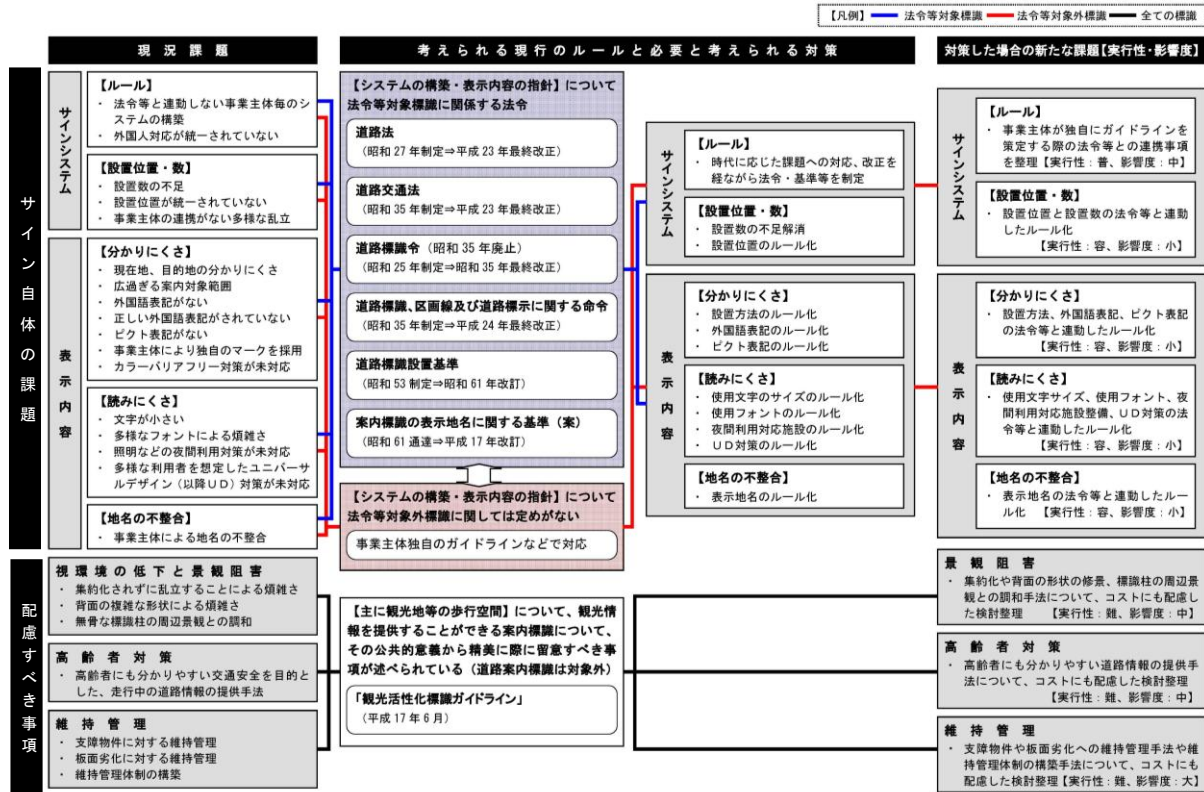 【凡例】 法令等対象標識 法令等対象外標識 全ての標識
現況課題
考えられる現行のルールと必要と考えられる対策
対策した場合の新たな課題【実行性・影響度】
サイン自体の課題
サインシステム
【ルール】
・ 法令等と連動しない事業主体毎のシ
ステムの構築
・ 外国人対応が統一されていない
【設置位置・数】
・ 設置数の不足
・ 設置位置が統一されていない
・ 事業主体の連携がない多様な乱立
表示内容
【分かりにくさ】
・ 現在地、目的地の分かりにくさ
・ 広過ぎる案内対象範囲
・ 外国語表記がない
・ 正しい外国語表記がされていない
・ ピクト表記がない
・ 事業主体により独自のマークを採用
・ カラーバリアフリー対策が未対応
【読みにくさ】
・ 文字が小さい
・ 多様なフォントによる煩雑さ
・ 照明などの夜間利用対策が未対応
・ 多様な利用者を想定したユニバーサ
ルデザイン(以降UD)対策が未対応
【地名の不整合】
・ 事業主体による地名の不整合
【システムの構築・表示内容の指針】について
法令等対象標識に関係する法令
道路法
(昭和 27 年制定⇒平成 23 年最終改正)
道路交通法
(昭和 35 年制定⇒平成 23 年最終改正)
道路標識令(昭和 35 年廃止)
(昭和 25 年制定⇒昭和 35 年最終改正)
道路標識、区画線及び道路標示に関する命令
(昭和 35 年制定⇒平成 24 年最終改正)
道路標識設置基準
(昭和 53 制定⇒昭和 61 年改訂)
案内標識の表示地名に関する基準(案)
(昭和 61 通達⇒平成 17 年改訂)
【システムの構築・表示内容の指針】について
法令等対象外標識に関しては定めがない
事業主体独自のガイドラインなどで対応
サインシステム
【ルール】
・ 時代に応じた課題への対応、改正を
経ながら法令・基準等を制定
【設置位置・数】
・ 設置数の不足解消
・ 設置位置のルール化
表示内容
【分かりにくさ】
・ 設置方法のルール化
・ 外国語表記のルール化
・ ピクト表記のルール化
【読みにくさ】
・ 使用文字のサイズのルール化
・ 使用フォントのルール化
・ 夜間利用対応施設のルール化
・ UD対策のルール化
【地名の不整合】
・ 表示地名のルール化
サインシステム
【ルール】
・ 事業主体が独自にガイドラインを
策定する際の法令等との連携事項
を整理【実行性:普、影響度:中】
【設置位置・数】
・ 設置位置と設置数の法令等と連動
したルール化
【実行性:容、影響度:小】
表示内容
【分かりにくさ】
・ 設置方法、外国語表記、ピクト表記
の法令等と連動したルール化
【実行性:容、影響度:小】
【読みにくさ】
・ 使用文字サイズ、使用フォント、夜
間利用対応施設整備、UD対策の法
令等と連動したルール化
【実行性:容、影響度:小】
【地名の不整合】
・ 表示地名の法令等と連動したルー
ル化 【実行性:容、影響度:小】
配慮すべき事項
視環境の低下と景観阻害
・ 集約化されずに乱立することによる煩雑さ
・ 背面の複雑な形状による煩雑さ
・ 無骨な標識柱の周辺景観との調和
高齢者対策
・ 高齢者にも分かりやすい交通安全を目的と
した、走行中の道路情報の提供手法
維持管理
・ 支障物件に対する維持管理
・ 板面劣化に対する維持管理
・ 維持管理体制の構築
【主に観光地等の歩行空間】について、観光情
報を提供することができる案内標識について、
その公共的意義から精美に際に留意すべき事
項が述べられている(道路案内標識は対象外)
「観光活性化標識ガイドライン」
(平成 17 年 6 月)
景観阻害
・ 集約化や背面の形状の修景、標識柱の周辺景
観との調和手法について、コストにも配慮し
た検討整理 【実行性:難、影響度:中】
高齢者対策
・ 高齢者にも分かりやすい道路情報の提供手
法について、コストにも配慮した検討整理
【実行性:難、影響度:中】
維持管理
・ 支障物件や板面劣化への維持管理手法や維
持管理体制の構築手法について、コストにも
配慮した検討整理【実行性:難、影響度:大】